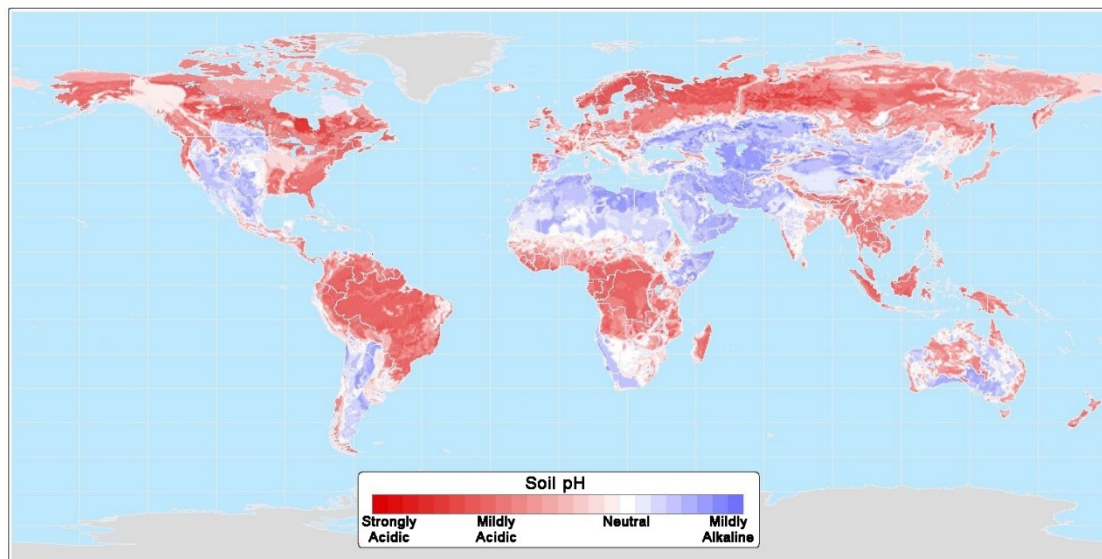 Soil pH
Strongly Acidic
Mildly Acidic
Neutral
Mildly Alkaline